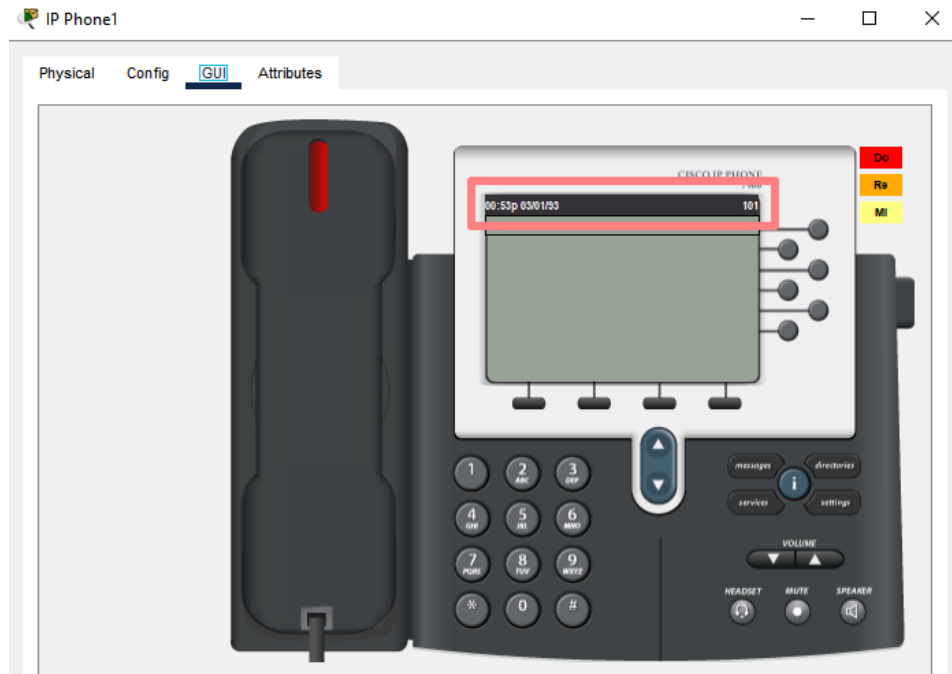 IP Phone1
Physical Config GUI Attributes
CISCO IP PHONE
7960
Do
Re
MI
00:53p 03/01/93 101
1 2 ABC 3 DEF
4 GHI 5 JKL 6 MNO
7 PQRS 8 TUV 9 WXYZ
* 0 #
messages directories
i
services settings
VOLUME
HEADSET MUTE SPEAKER